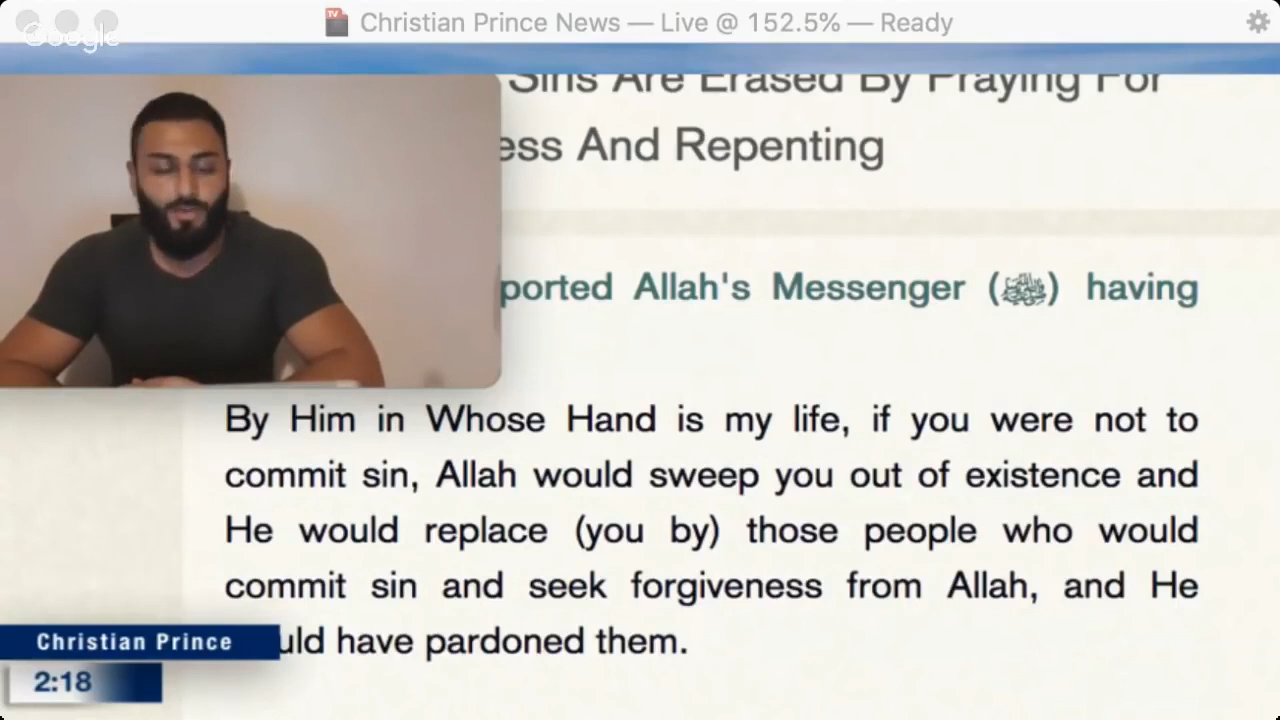 Google
Christian Prince News — Live @ 152.5% — Ready
TV
Sins Are Erased By Praying For
ess And Repenting
ported Allah's Messenger (ﷺ) having
By Him in Whose Hand is my life, if you were not to
commit sin, Allah would sweep you out of existence and
He would replace (you by) those people who would
commit sin and seek forgiveness from Allah, and He
uld have pardoned them.
Christian Prince
2:18